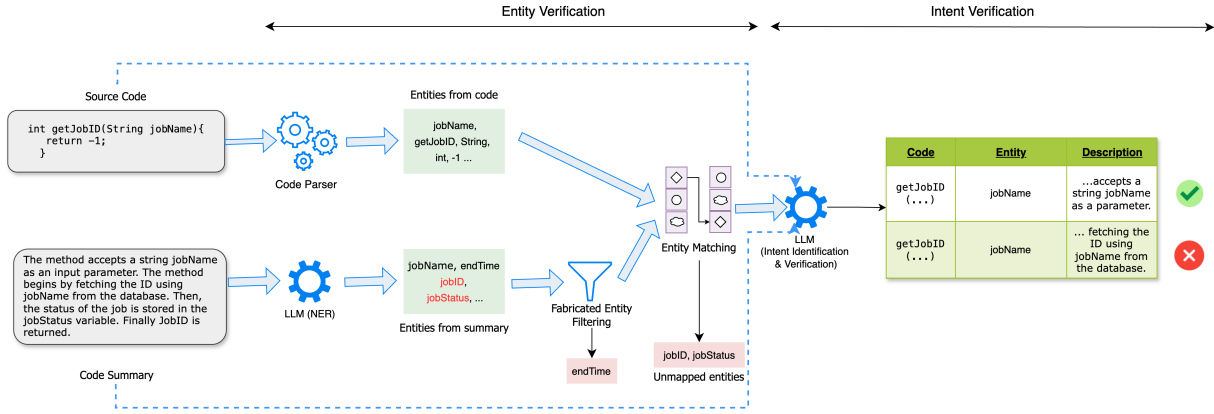 Entity Verification
Intent Verification
Source Code
int getJobID(String jobName){
return -1;
}
Code Parser
Entities from code
jobName,
getJobID, String,
int, -1 ...
The method accepts a string jobName
as an input parameter. The method
begins by fetching the ID using
jobName from the database. Then,
the status of the job is stored in the
jobStatus variable. Finally JobID is
returned.
Code Summary
LLM (NER)
jobName, endTime
jobID,
jobStatus, ...
Entities from summary
Fabricated Entity
Filtering
endTime
Entity Matching
jobID, jobStatus
Unmapped entities
LLM
(Intent Identification
& Verification)
Code Entity Description
getJobID
(...)
jobName
...accepts a
string jobName
as a parameter.
getJobID
(...)
jobName
... fetching the
ID using
jobName from
the database.